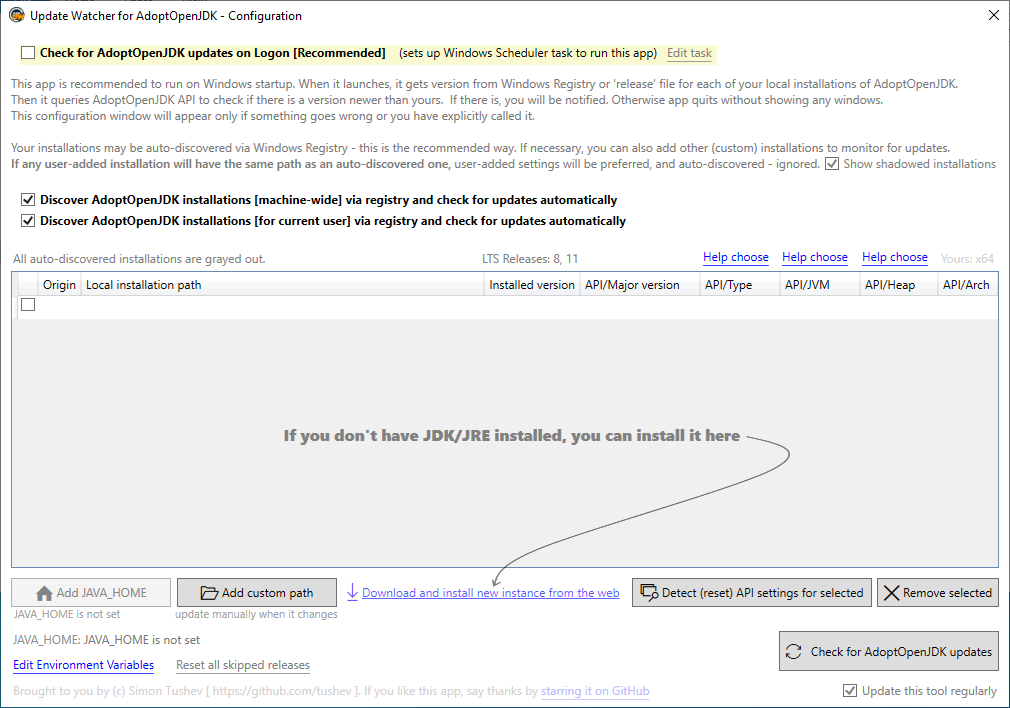 Update Watcher for AdoptOpenJDK - Configuration
Check for AdoptOpenJDK updates on Logon [Recommended] (sets up Windows Scheduler task to run this app) Edit task
This app is recommended to run on Windows startup. When it launches, it gets version from Windows Registry or 'release' file for each of your local installations of AdoptOpenJDK.
Then it queries AdoptOpenJDK API to check if there is a version newer than yours. If there is, you will be notified. Otherwise app quits without showing any windows.
This configuration window will appear only if something goes wrong or you have explicitly called it.
Your installations may be auto-discovered via Windows Registry - this is the recommended way. If necessary, you can also add other (custom) installations to monitor for updates.
If any user-added installation will have the same path as an auto-discovered one, user-added settings will be preferred, and auto-discovered - ignored. Show shadowed installations
Discover AdoptOpenJDK installations [machine-wide] via registry and check for updates automatically
Discover AdoptOpenJDK installations [for current user] via registry and check for updates automatically
All auto-discovered installations are grayed out. LTS Releases: 8, 11 Help choose Help choose Help choose Yours: x64
Origin Local installation path Installed version API/Major version API/Type API/JVM API/Heap API/Arch
If you don't have JDK/JRE installed, you can install it here
Add JAVA_HOME Add custom path Download and install new instance from the web Detect (reset) API settings for selected Remove selected
JAVA_HOME is not set update manually when it changes
JAVA_HOME: JAVA_HOME is not set
Check for AdoptOpenJDK updates
Edit Environment Variables Reset all skipped releases
Brought to you by (c) Simon Tushev [ https://github.com/tushev ]. If you like this app, say thanks by starring it on GitHub Update this tool regularly